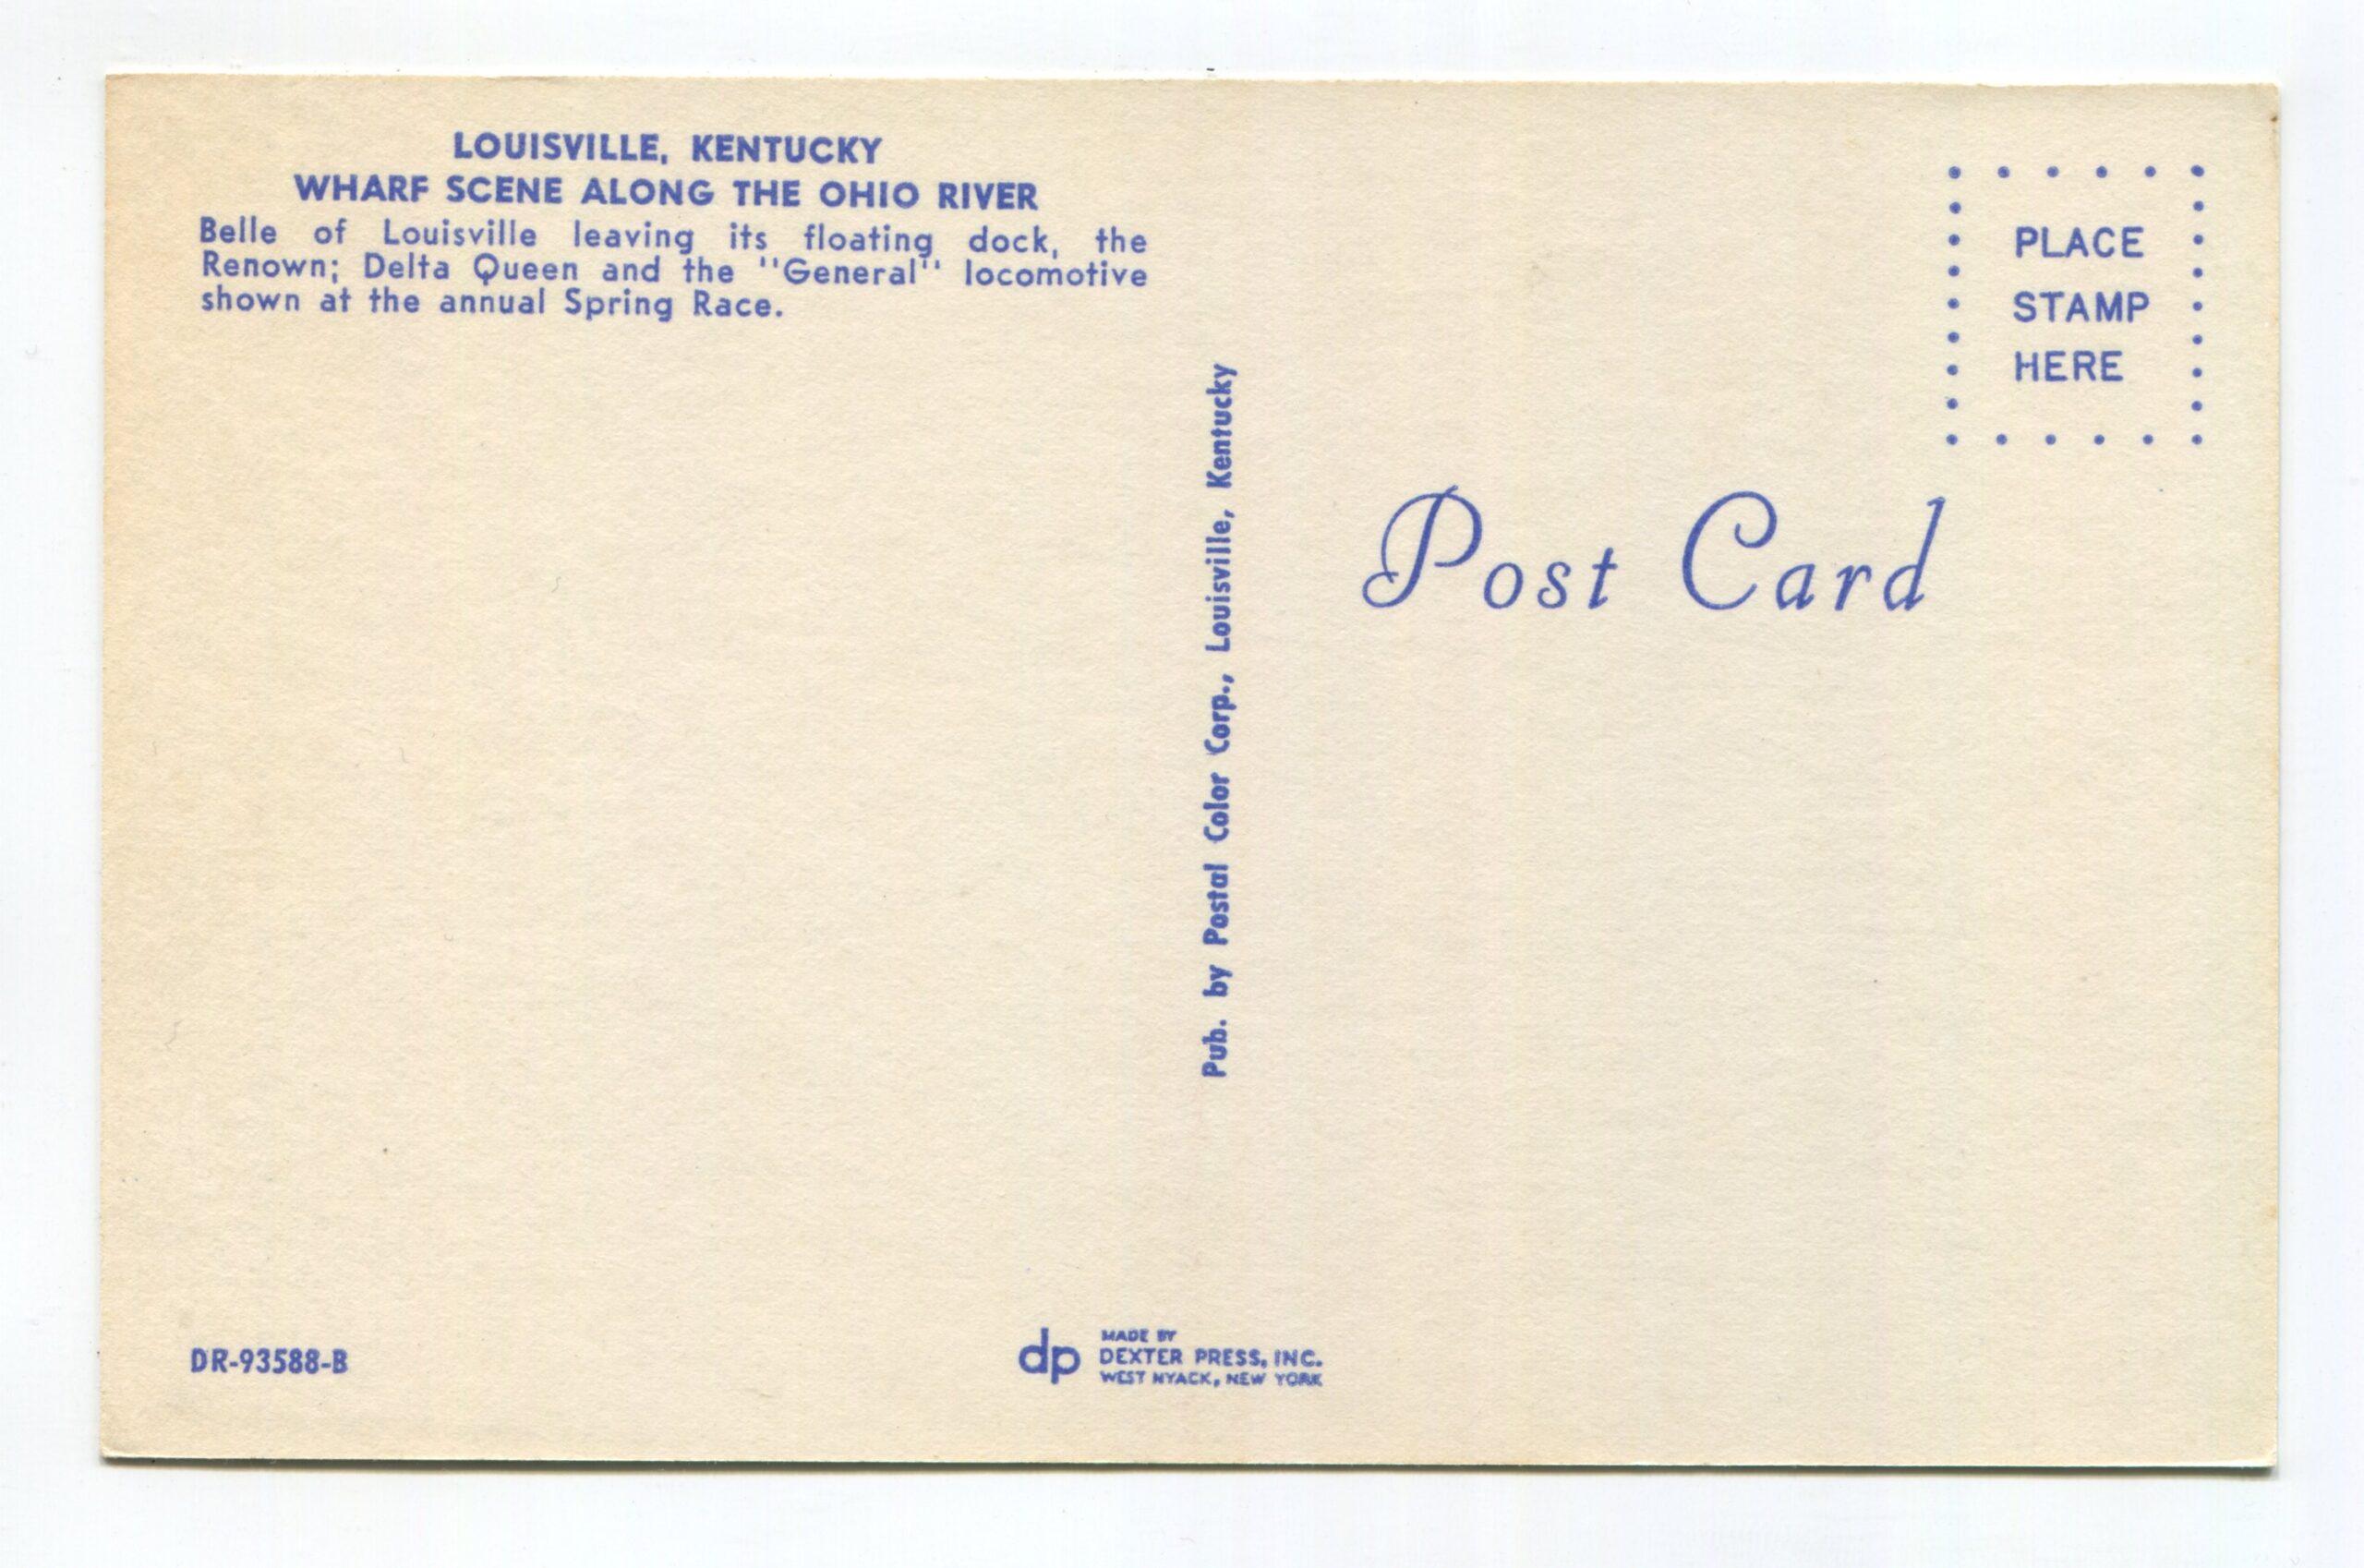 LOUISVILLE, KENTUCKY
WHARF SCENE ALONG THE OHIO RIVER
Belle of Louisville leaving its floating dock, the
Renown; Delta Queen and the "General" locomotive
shown at the annual Spring Race.
Pub. by Postal Color Corp., Louisville, Kentucky
PLACE
STAMP
HERE
Post Card
DR-93588-B
dp
MADE BY
DEXTER PRESS, INC.
WEST NYACK, NEW YORK